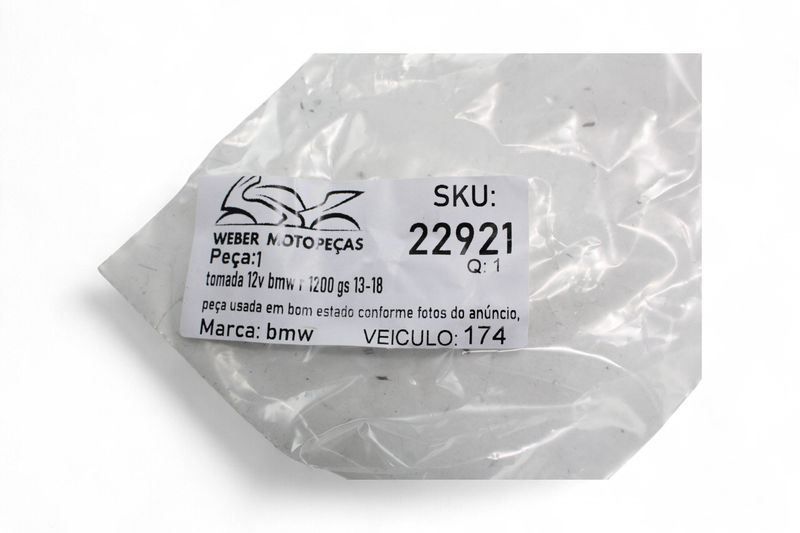 WEBER MOTOPEÇAS
SKU:
22921
Q: 1
Peça:1
tomada 12v bmw r 1200 gs 13-18
peça usada em bom estado conforme fotos do anúncio,
Marca: bmw
VEICULO: 174